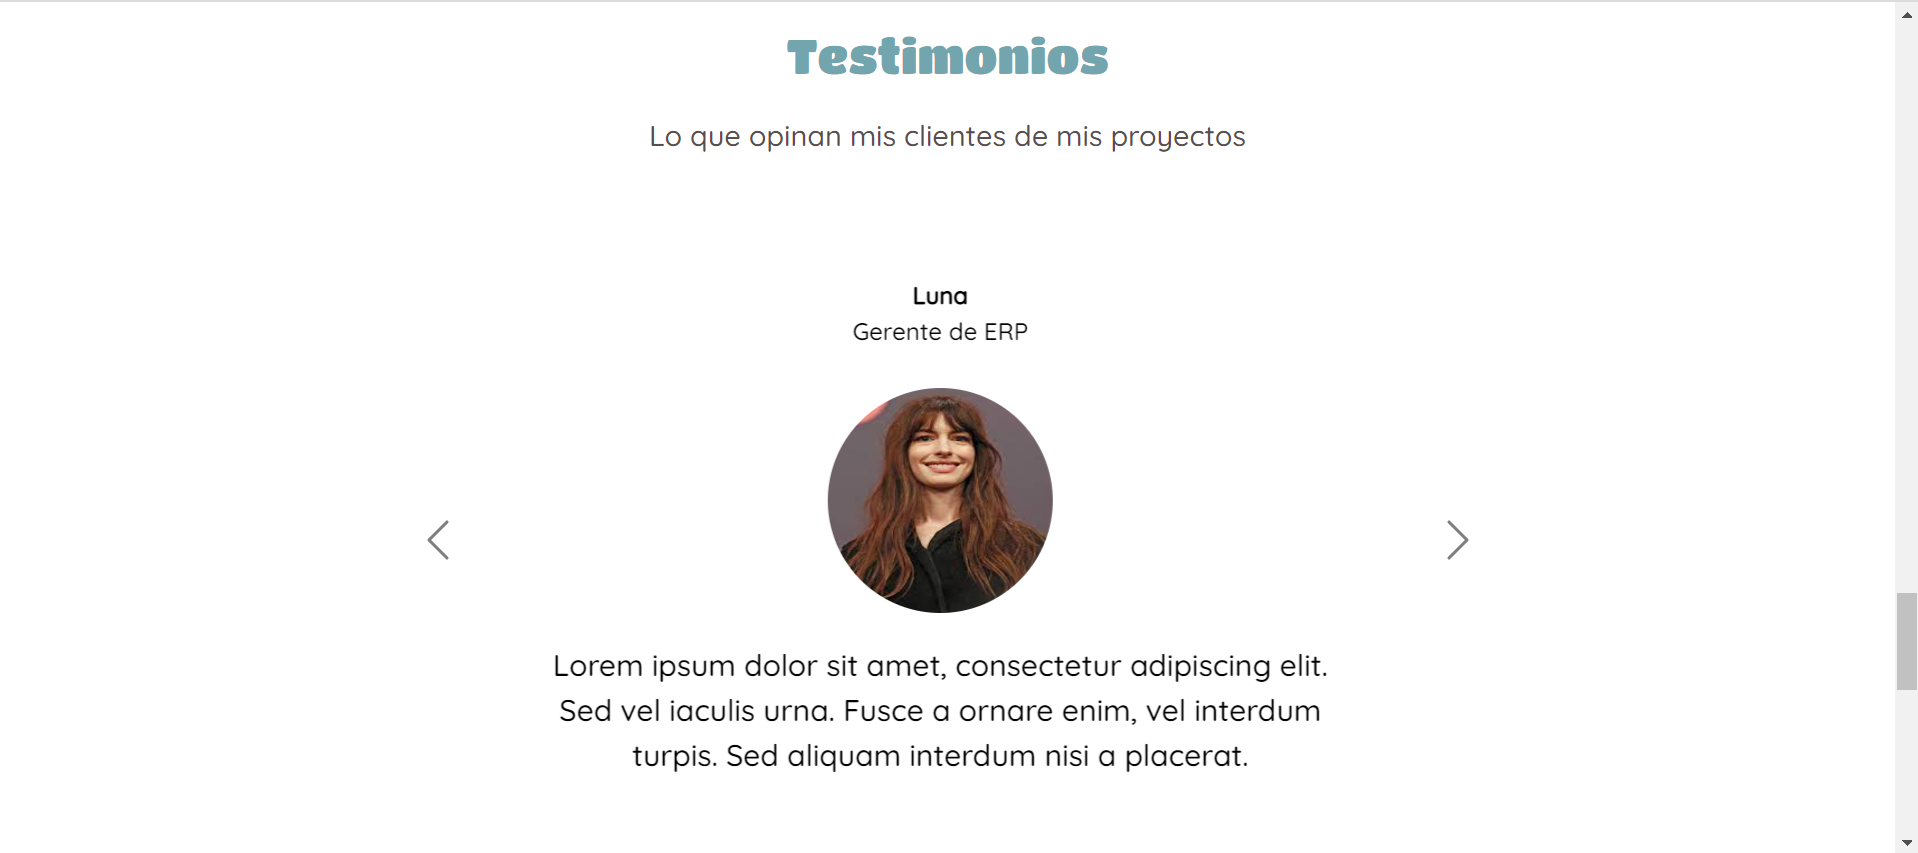 Testimonios
Lo que opinan mis clientes de mis proyectos
Luna
Gerente de ERP
Lorem ipsum dolor sit amet, consectetur adipiscing elit.
Sed vel iaculis urna. Fusce a ornare enim, vel interdum
turpis. Sed aliquam interdum nisi a placerat.